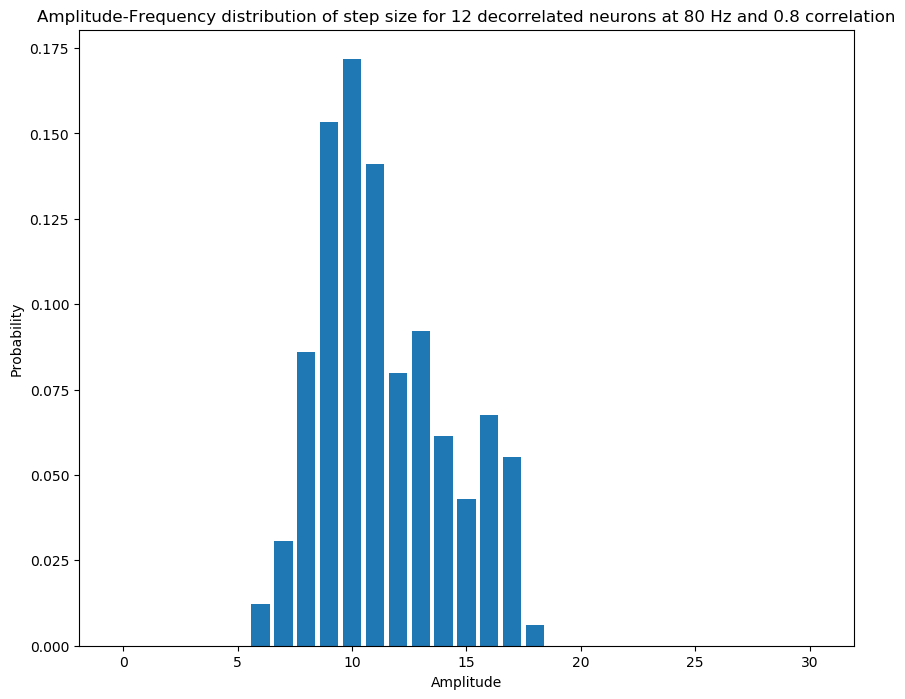 Amplitude-Frequency distribution of step size for 12 decorrelated neurons at 80 Hz and 0.8 correlation
0.175
0.150
0.125
0.100
0.075
0.050
0.025
0.000
Probability
0 5 10 15 20 25 30
Amplitude